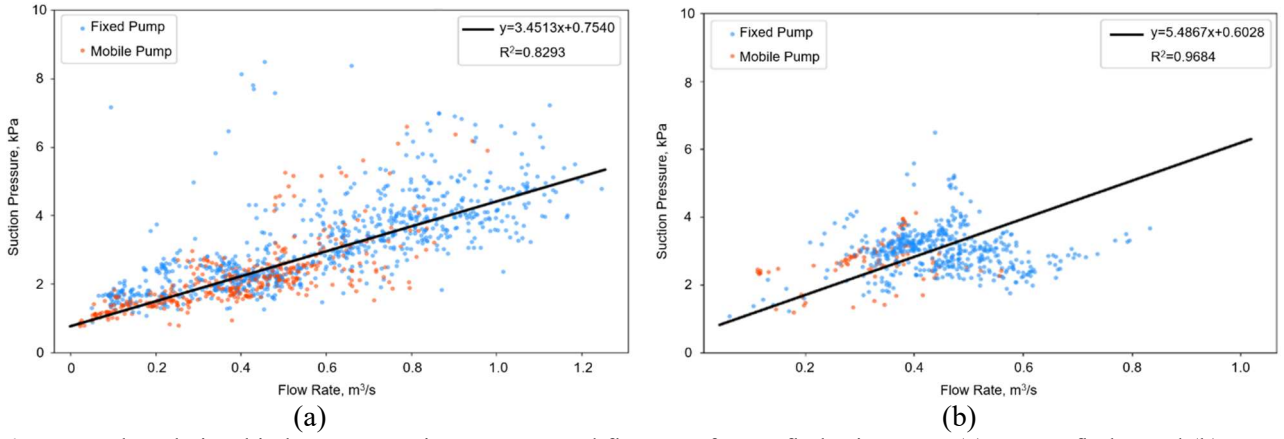 10
8
6
4
2
0
Suction Pressure, kPa
Fixed Pump
Mobile Pump
y=3.4513x+0.7540
R²=0.8293
0 0.2 0.4 0.6 0.8 1.0 1.2
Flow Rate, m³/s
(a)
10
8
6
4
2
0
Suction Pressure, kPa
Fixed Pump
Mobile Pump
y=5.4867x+0.6028
R²=0.9684
0.2 0.4 0.6 0.8 1.0
Flow Rate, m³/s
(b)